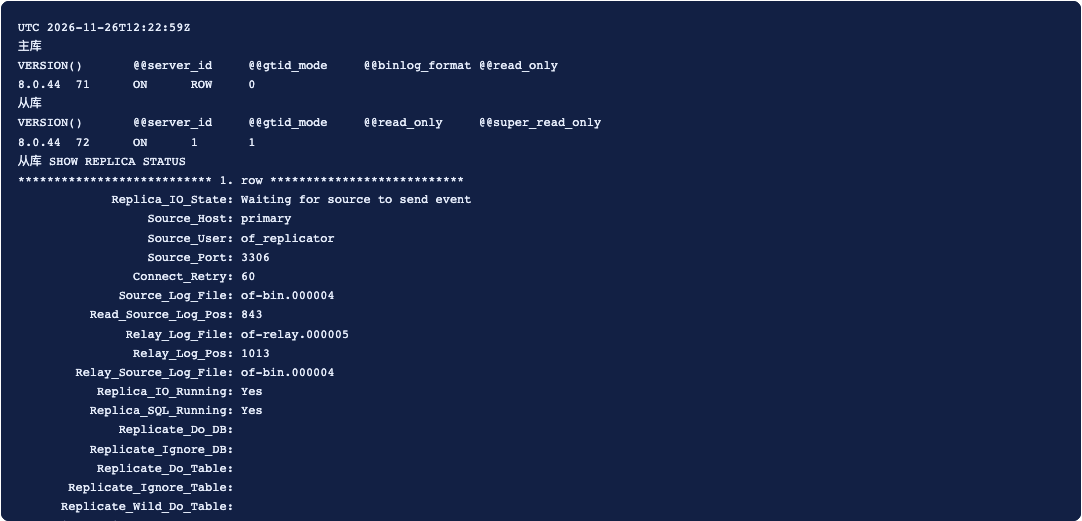 UTC 2026-11-26T12:22:59Z
主库
VERSION() @@server_id @@gtid_mode @@binlog_format @@read_only
8.0.44 71 ON ROW 0
从库
VERSION() @@server_id @@gtid_mode @@read_only @@super_read_only
8.0.44 72 ON 1 1
从库 SHOW REPLICA STATUS
*************************** 1. row ***************************
Replica_IO_State: Waiting for source to send event
Source_Host: primary
Source_User: of_replicator
Source_Port: 3306
Connect_Retry: 60
Source_Log_File: of-bin.000004
Read_Source_Log_Pos: 843
Relay_Log_File: of-relay.000005
Relay_Log_Pos: 1013
Relay_Source_Log_File: of-bin.000004
Replica_IO_Running: Yes
Replica_SQL_Running: Yes
Replicate_Do_DB:
Replicate_Ignore_DB:
Replicate_Do_Table:
Replicate_Ignore_Table:
Replicate_Wild_Do_Table: